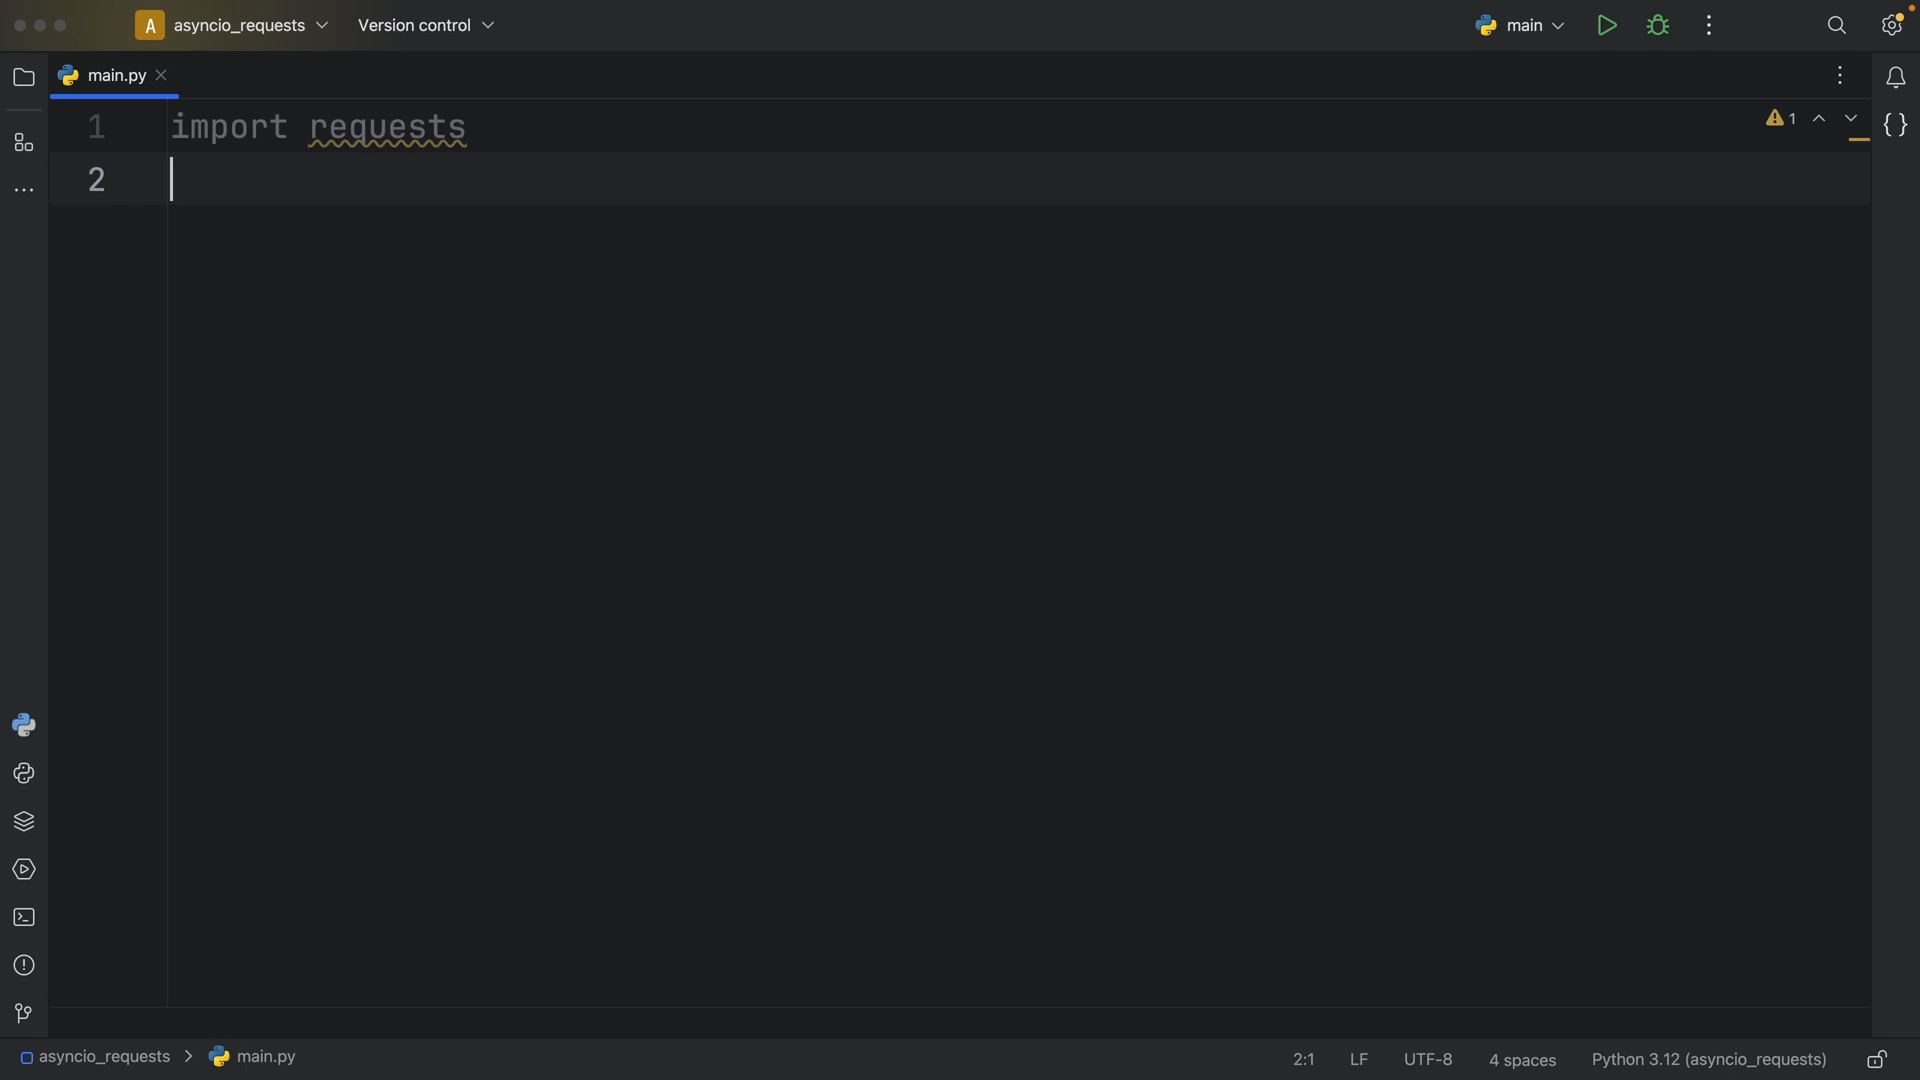 A asyncio_requests Version control main
main.py
1 import requests 1
2
asyncio_requests main.py 2:1 LF UTF-8 4 spaces Python 3.12 (asyncio_requests)